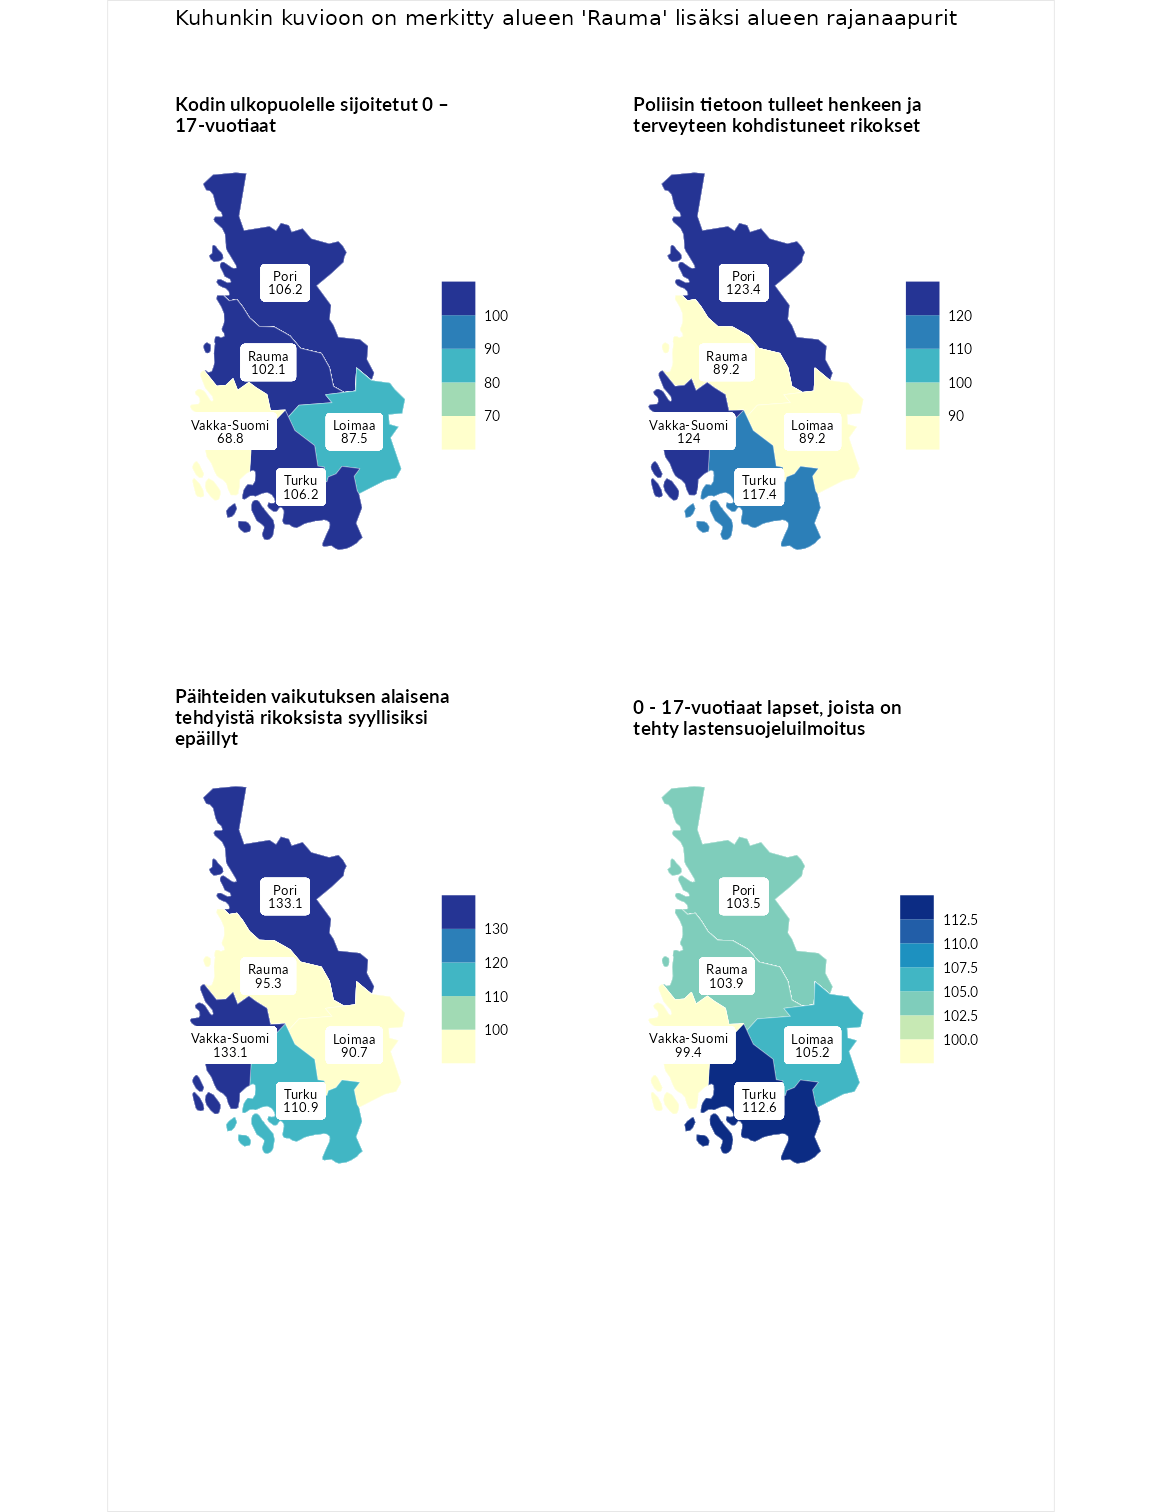 Kuhunkin kuvioon on merkitty alueen 'Rauma' lisäksi alueen rajanaapurit
Kodin ulkopuolelle sijoitetut 0 –
17-vuotiaat
Pori
106.2
Rauma
102.1
Vakka-Suomi
68.8
Loimaa
87.5
Turku
106.2
100
90
80
70
Poliisin tietoon tulleet henkeen ja
terveyteen kohdistuneet rikokset
Pori
123.4
Rauma
89.2
Vakka-Suomi
124
Loimaa
89.2
Turku
117.4
120
110
100
90
Päihteiden vaikutuksen alaisena
tehdyistä rikoksista syyllisiksi
epäillyt
Pori
133.1
Rauma
95.3
Vakka-Suomi
133.1
Loimaa
90.7
Turku
110.9
130
120
110
100
0 - 17-vuotiaat lapset, joista on
tehty lastensuojeluilmoitus
Pori
103.5
Rauma
103.9
Vakka-Suomi
99.4
Loimaa
105.2
Turku
112.6
112.5
110.0
107.5
105.0
102.5
100.0